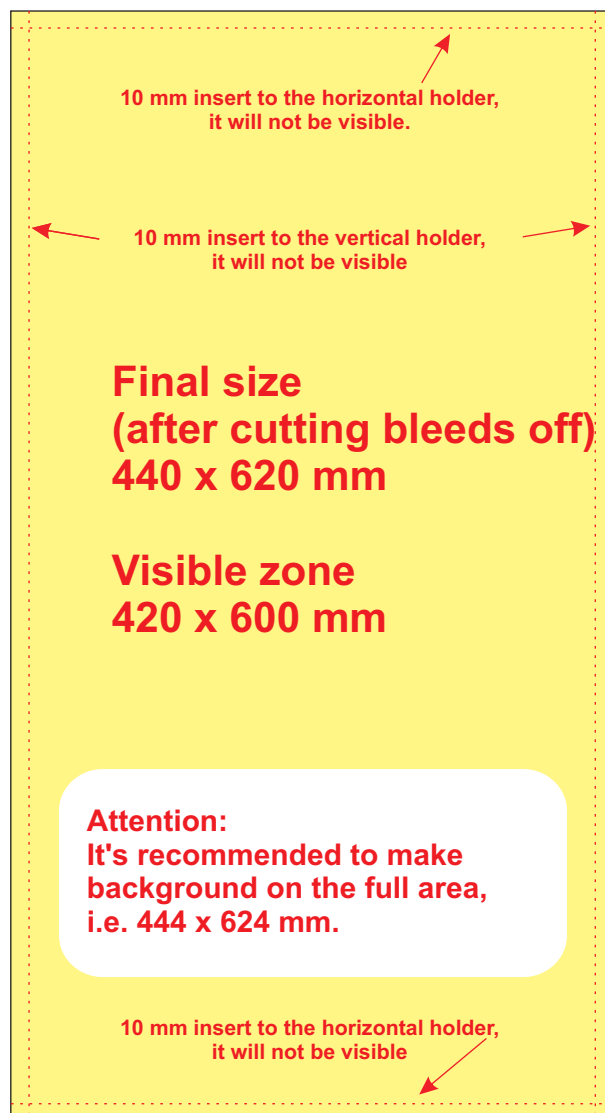 10 mm insert to the horizontal holder,
it will not be visible.
10 mm insert to the vertical holder,
it will not be visible
Final size
(after cutting bleeds off)
440 x 620 mm
Visible zone
420 x 600 mm
Attention:
It's recommended to make
background on the full area,
i.e. 444 x 624 mm.
10 mm insert to the horizontal holder,
it will not be visible